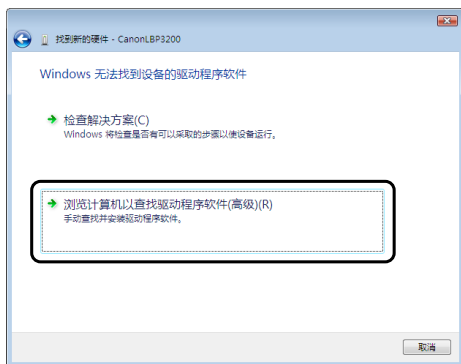 找到新的硬件 - CanonLBP3200
Windows 无法找到设备的驱动程序软件
检查解决方案(C)
Windows 将检查是否有可以采取的步骤以使设备运行。
浏览计算机以查找驱动程序软件(高级)(R)
手动查找并安装驱动程序软件。
取消